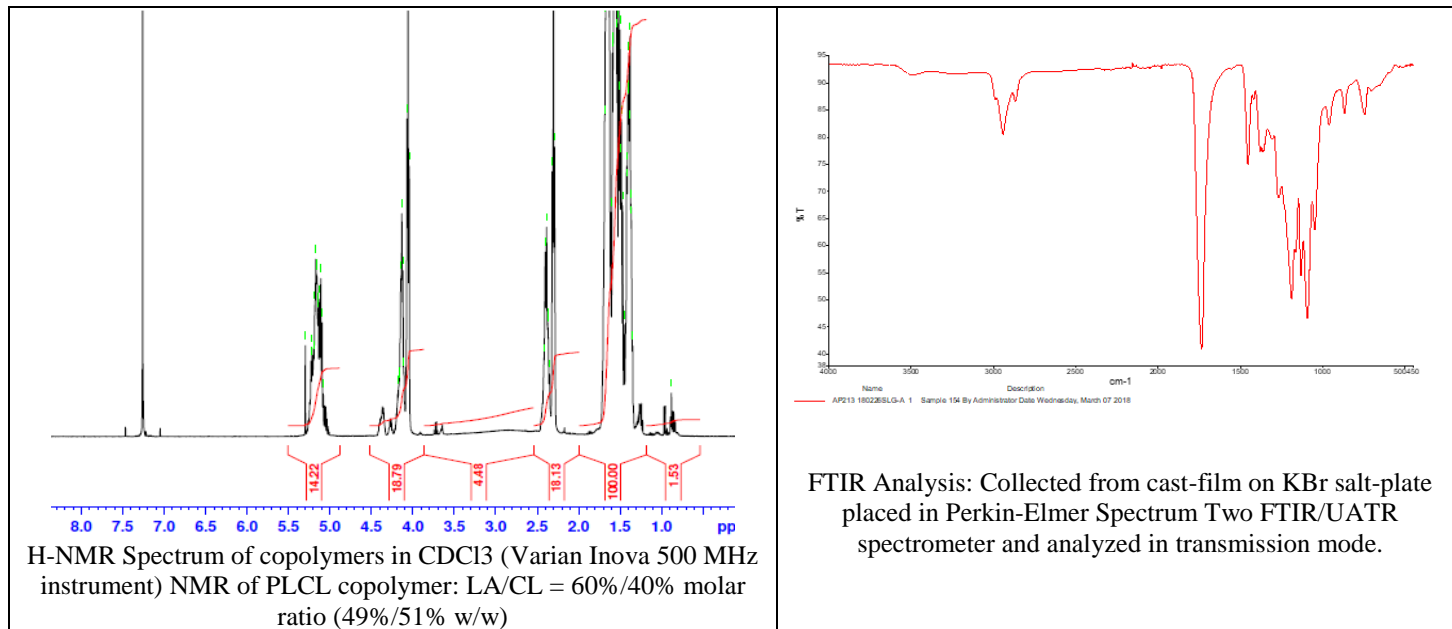 14.22
18.79
4.48
18.13
100.00
1.53
8.0 7.5 7.0 6.5 6.0 5.5 5.0 4.5 4.0 3.5 3.0 2.5 2.0 1.5 1.0 pp
H-NMR Spectrum of copolymers in CDCl3 (Varian Inova 500 MHz
instrument) NMR of PLCL copolymer: LA/CL = 60%/40% molar
ratio (49%/51% w/w)
95
90
85
80
75
70
65
60
55
50
45
40
38
%T
4000 3500 3000 2500 2000 1500 1000 500450
cm-1
Name Description
AP213 180226SLG-A 1 Sample 154 By Administrator Date Wednesday, March 07 2018
FTIR Analysis: Collected from cast-film on KBr salt-plate
placed in Perkin-Elmer Spectrum Two FTIR/UATR
spectrometer and analyzed in transmission mode.